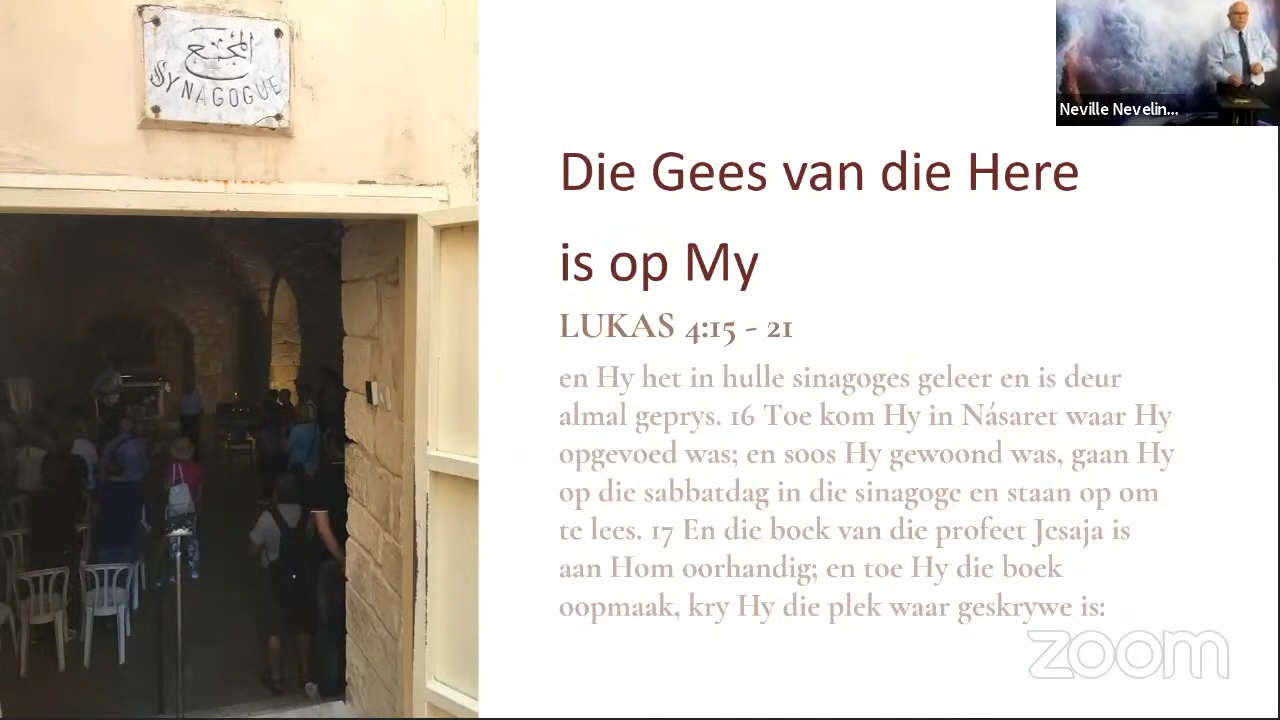 المجمع
SYNAGOGUE
Neville Nevelin...
Die Gees van die Here
is op My
LUKAS 4:15 - 21
en Hy het in hulle sinagoges geleer en is deur
almal geprys. 16 Toe kom Hy in Násaret waar Hy
opgevoed was; en soos Hy gewoond was, gaan Hy
op die sabbatdag in die sinagoge en staan op om
te lees. 17 En die boek van die profeet Jesaja is
aan Hom oorhandig; en toe Hy die boek
oopmaak, kry Hy die plek waar geskrywe is:
zoom